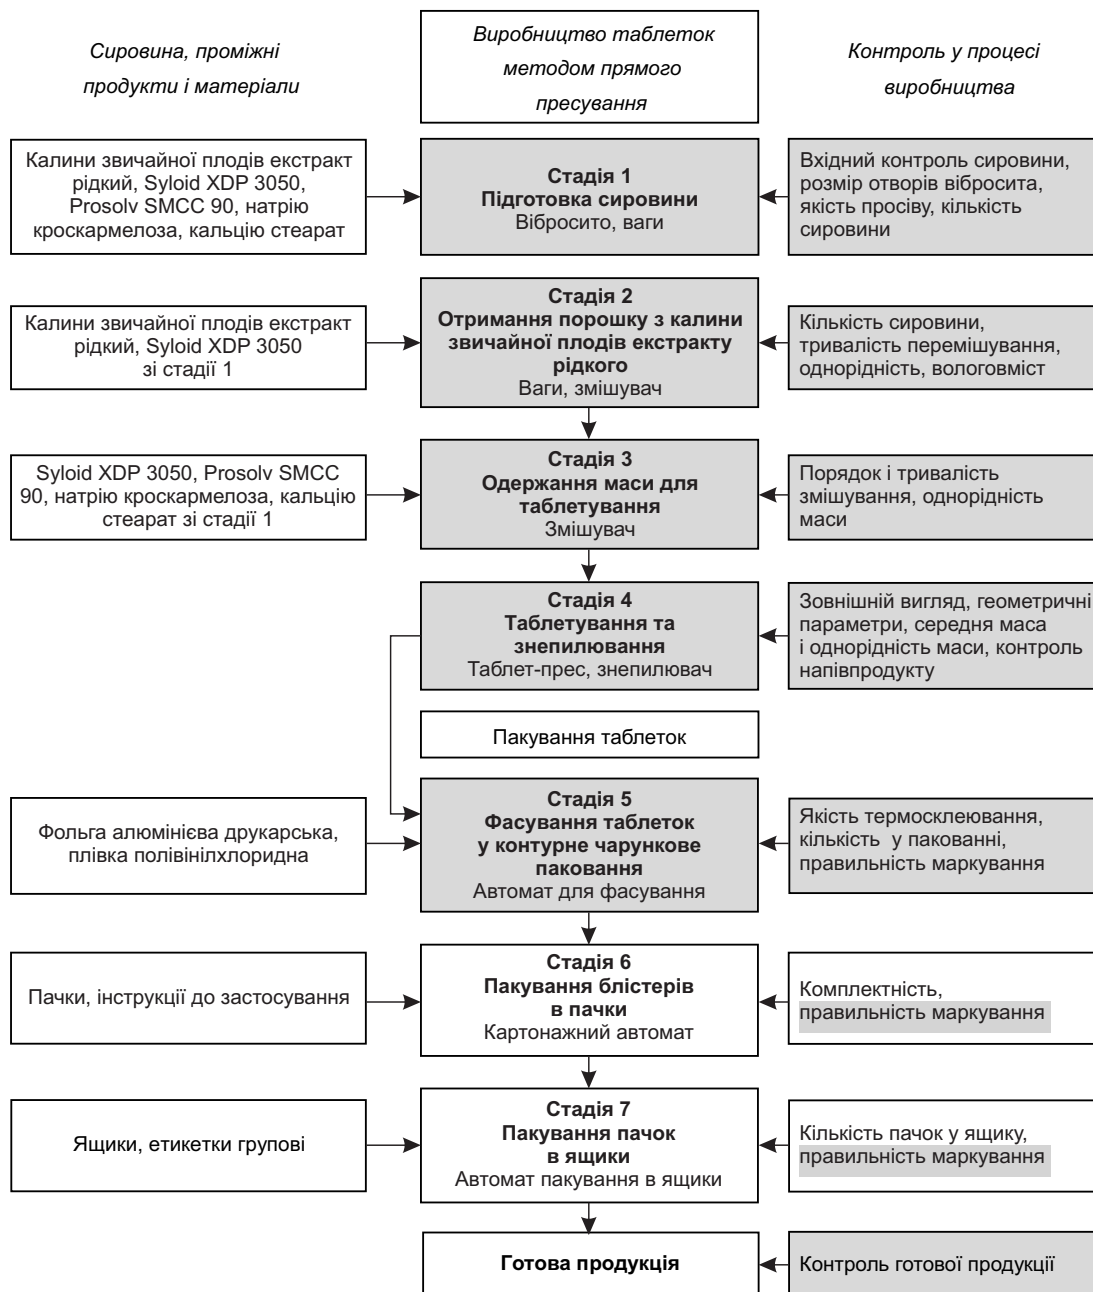 Сировина, проміжні
продукти і матеріали
Виробництво таблеток
методом прямого
пресування
Контроль у процесі
виробництва
Калини звичайної плодів екстракт
рідкий, Syloid XDP 3050,
Prosolv SMCC 90, натрію
кроскармелоза, кальцію стеарат
Стадія 1
Підготовка сировини
Вібросито, ваги
Вхідний контроль сировини,
розмір отворів вібросита,
якість просіву, кількість
сировини
Калини звичайної плодів екстракт
рідкий, Syloid XDP 3050
зі стадії 1
Стадія 2
Отримання порошку з калини
звичайної плодів екстракту
рідкого
Ваги, змішувач
Кількість сировини,
тривалість перемішування,
однорідність, вологовміст
Syloid XDP 3050, Prosolv SMCC
90, натрію кроскармелоза, кальцію
стеарат зі стадії 1
Стадія 3
Одержання маси для
таблетування
Змішувач
Порядок і тривалість
змішування, однорідність
маси
Стадія 4
Таблетування та
знепилювання
Таблет-прес, знепилювач
Зовнішній вигляд, геометричні
параметри, середня маса
і однорідність маси, контроль
напівпродукту
Пакування таблеток
Фольга алюмінієва друкарська,
плівка полівінілхлоридна
Стадія 5
Фасування таблеток
у контурне чарункове
паковання
Автомат для фасування
Якість термосклеювання,
кількість у пакованні,
правильність маркування
Пачки, інструкції до застосування
Стадія 6
Пакування блістерів
в пачки
Картонажний автомат
Комплектність,
правильність маркування
Ящики, етикетки групові
Стадія 7
Пакування пачок
в ящики
Автомат пакування в ящики
Кількість пачок у ящику,
правильність маркування
Готова продукція
Контроль готової продукції